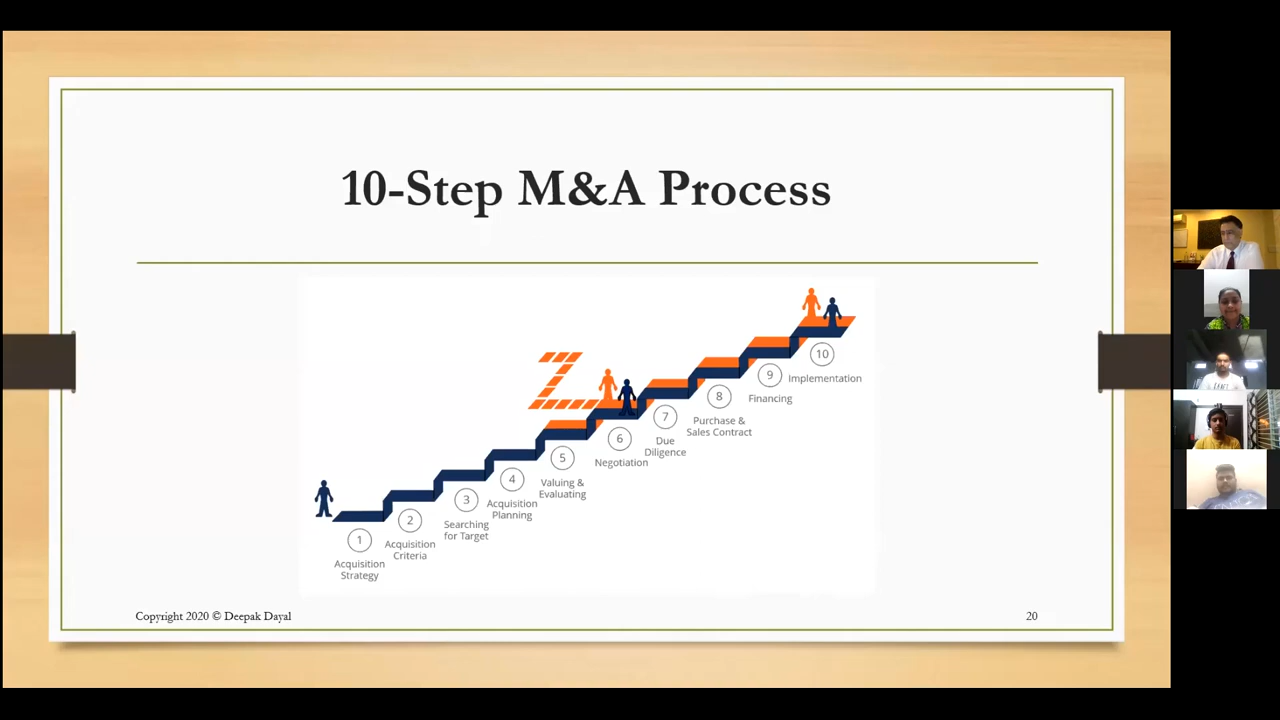 10-Step M&A Process
1
Acquisition
Strategy
2
Acquisition
Criteria
3
Searching
for Target
4
Acquisition
Planning
5
Valuing &
Evaluating
6
Negotiation
7
Due
Diligence
8
Purchase &
Sales Contract
9
Financing
10
Implementation
Copyright 2020 © Deepak Dayal
20